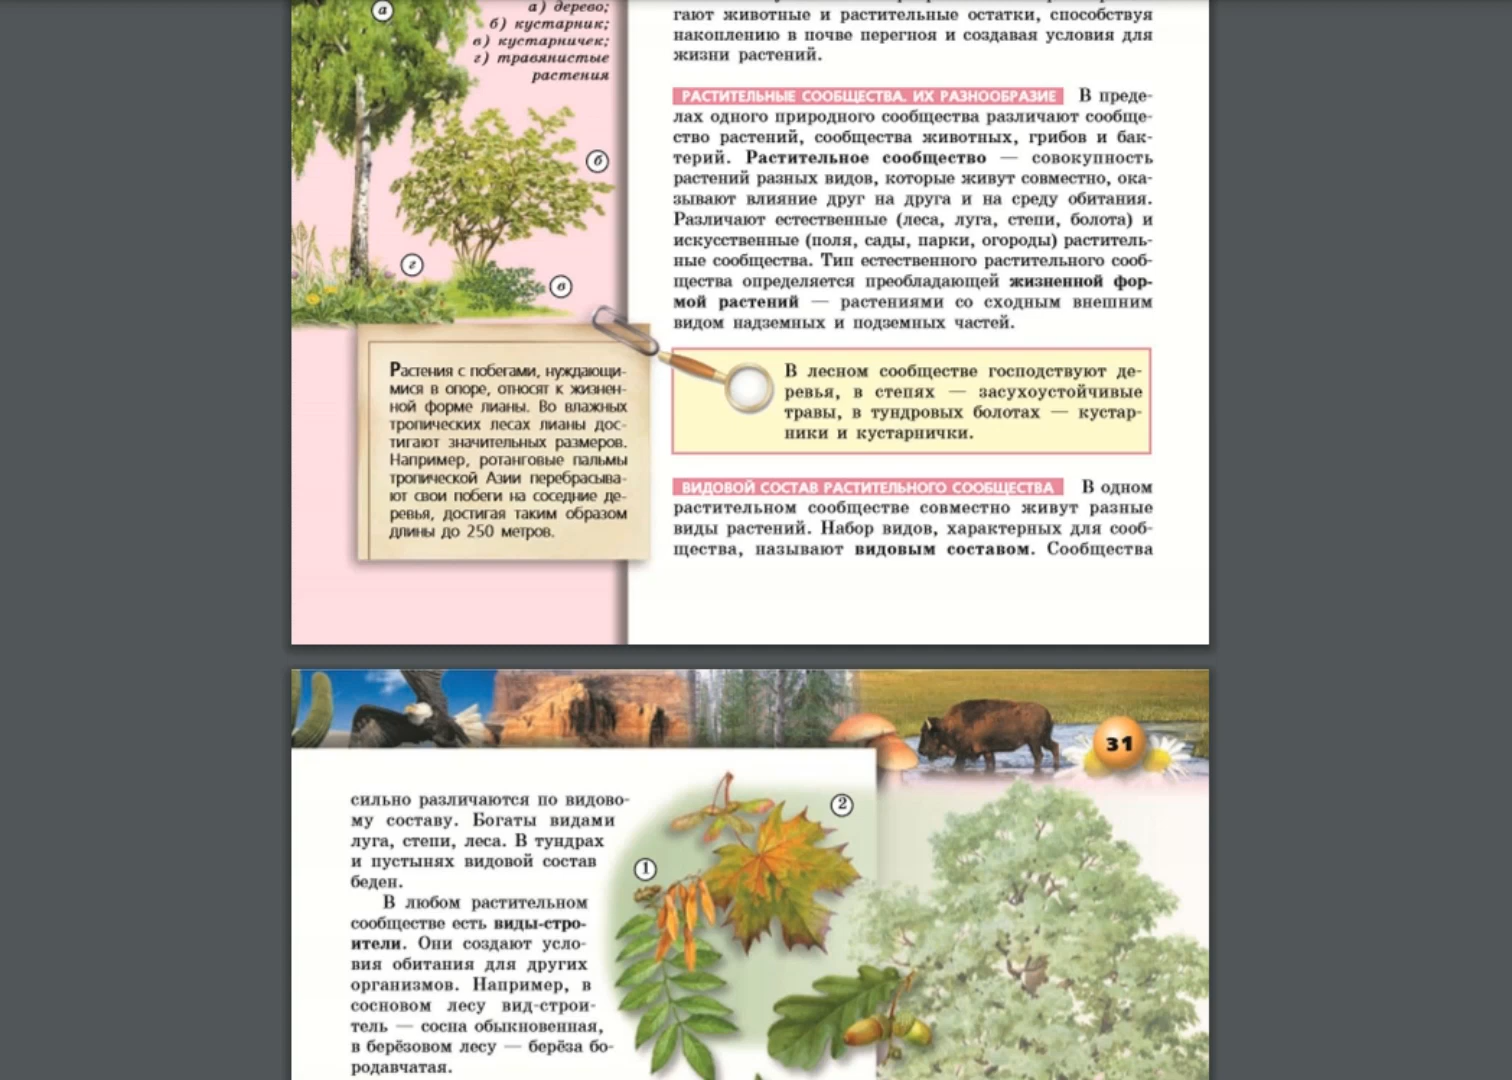 а
а) дерево;
б) кустарник;
в) кустарничек;
г) травянистые
растения
б
г
в
Растения с побегами, нуждающи-
мися в опоре, относят к жизнен-
ной форме лианы. Во влажных
тропических лесах лианы дос-
тигают значительных размеров.
Например, ротанговые пальмы
тропической Азии перебрасыва-
ют свои побеги на соседние де-
ревья, достигая таким образом
длины до 250 метров.
гают животные и растительные остатки, способствуя
накоплению в почве перегноя и создавая условия для
жизни растений.
РАСТИТЕЛЬНЫЕ СООБЩЕСТВА. ИХ РАЗНООБРАЗИЕ В преде-
лах одного природного сообщества различают сообще-
ство растений, сообщества животных, грибов и бак-
терий. Растительное сообщество — совокупность
растений разных видов, которые живут совместно, ока-
зывают влияние друг на друга и на среду обитания.
Различают естественные (леса, луга, степи, болота) и
искусственные (поля, сады, парки, огороды) раститель-
ные сообщества. Тип естественного растительного сооб-
щества определяется преобладающей жизненной фор-
мой растений — растениями со сходным внешним
видом надземных и подземных частей.
В лесном сообществе господствуют де-
ревья, в степях — засухоустойчивые
травы, в тундровых болотах — кустар-
ники и кустарнички.
ВИДОВОЙ СОСТАВ РАСТИТЕЛЬНОГО СООБЩЕСТВА В одном
растительном сообществе совместно живут разные
виды растений. Набор видов, характерных для сооб-
щества, называют видовым составом. Сообщества
31
сильно различаются по видово-
му составу. Богаты видами
луга, степи, леса. В тундрах
и пустынях видовой состав
беден.
В любом растительном
сообществе есть виды-стро-
ители. Они создают усло-
вия обитания для других
организмов. Например, в
сосновом лесу вид-строи-
тель — сосна обыкновенная,
в берёзовом лесу — берёза бо-
родавчатая.
1
2